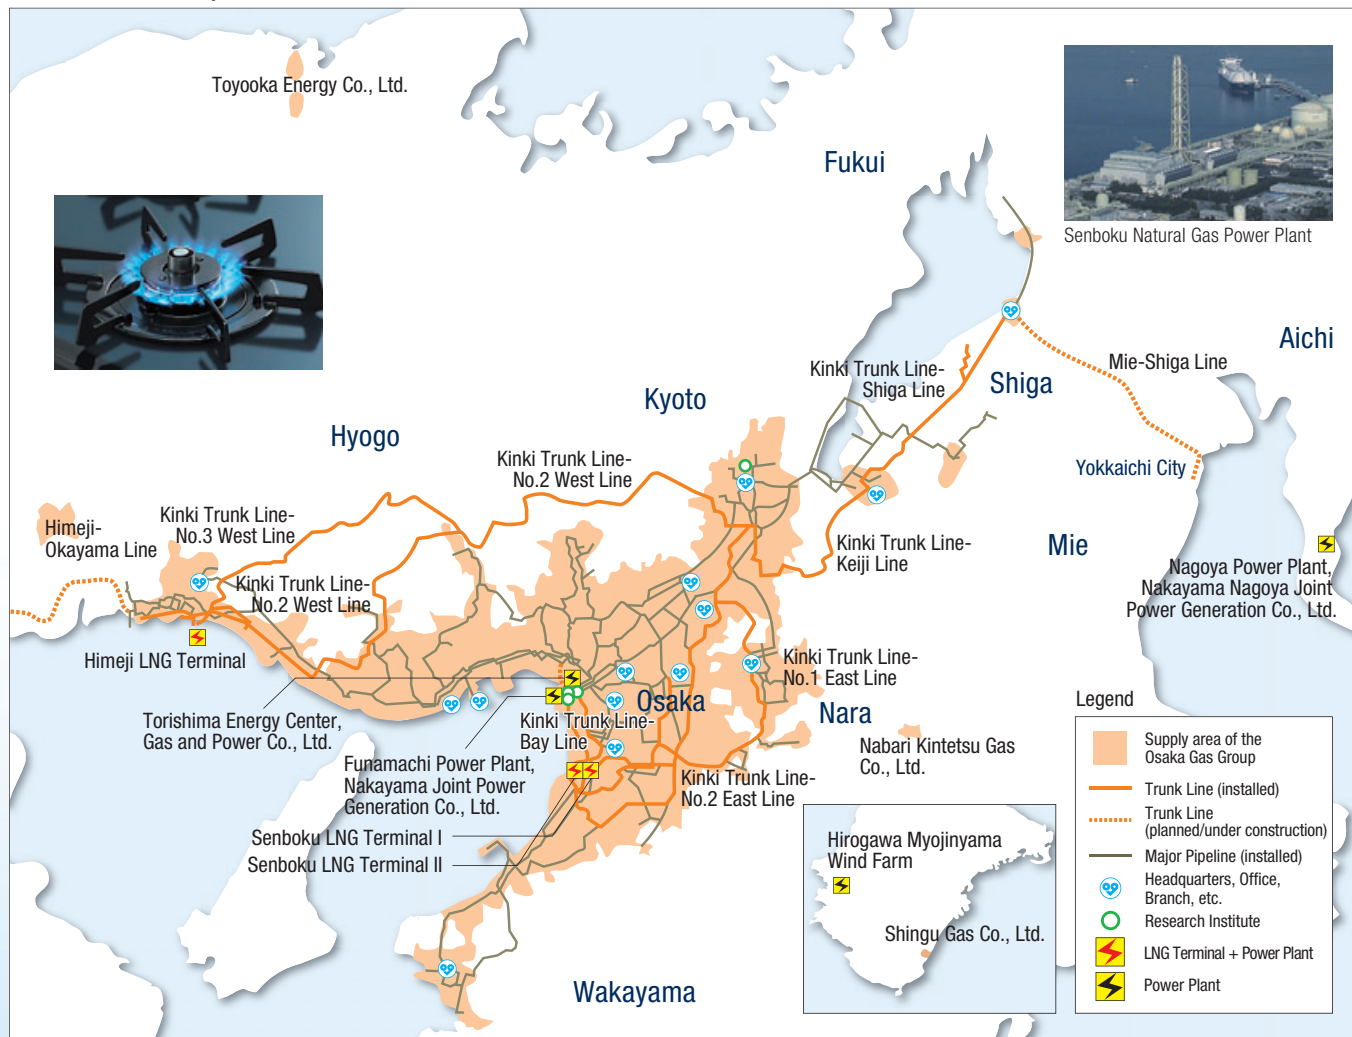 Toyooka Energy Co., Ltd.
Fukui
Senboku Natural Gas Power Plant
Aichi
Mie-Shiga Line
Kinki Trunk Line-
Shiga Line
Shiga
Kyoto
Hyogo
Kinki Trunk Line-
No.2 West Line
Yokkaichi City
Himeji-
Okayama Line
Kinki Trunk Line-
No.3 West Line
Mie
Kinki Trunk Line-
Keiji Line
Nagoya Power Plant,
Nakayama Nagoya Joint
Power Generation Co., Ltd.
Kinki Trunk Line-
No.2 West Line
Himeji LNG Terminal
Kinki Trunk Line-
No.1 East Line
Osaka
Nara
Torishima Energy Center,
Gas and Power Co., Ltd.
Kinki Trunk Line-
Bay Line
Nabari Kintetsu Gas
Co., Ltd.
Funamachi Power Plant,
Nakayama Joint Power
Generation Co., Ltd.
Kinki Trunk Line-
No.2 East Line
Senboku LNG Terminal I
Senboku LNG Terminal II
Wakayama
Hirogawa Myojinyama
Wind Farm
Shingu Gas Co., Ltd.
Legend
Supply area of the
Osaka Gas Group
Trunk Line (installed)
Trunk Line
(planned/under construction)
Major Pipeline (installed)
Headquarters, Office,
Branch, etc.
Research Institute
LNG Terminal + Power Plant
Power Plant